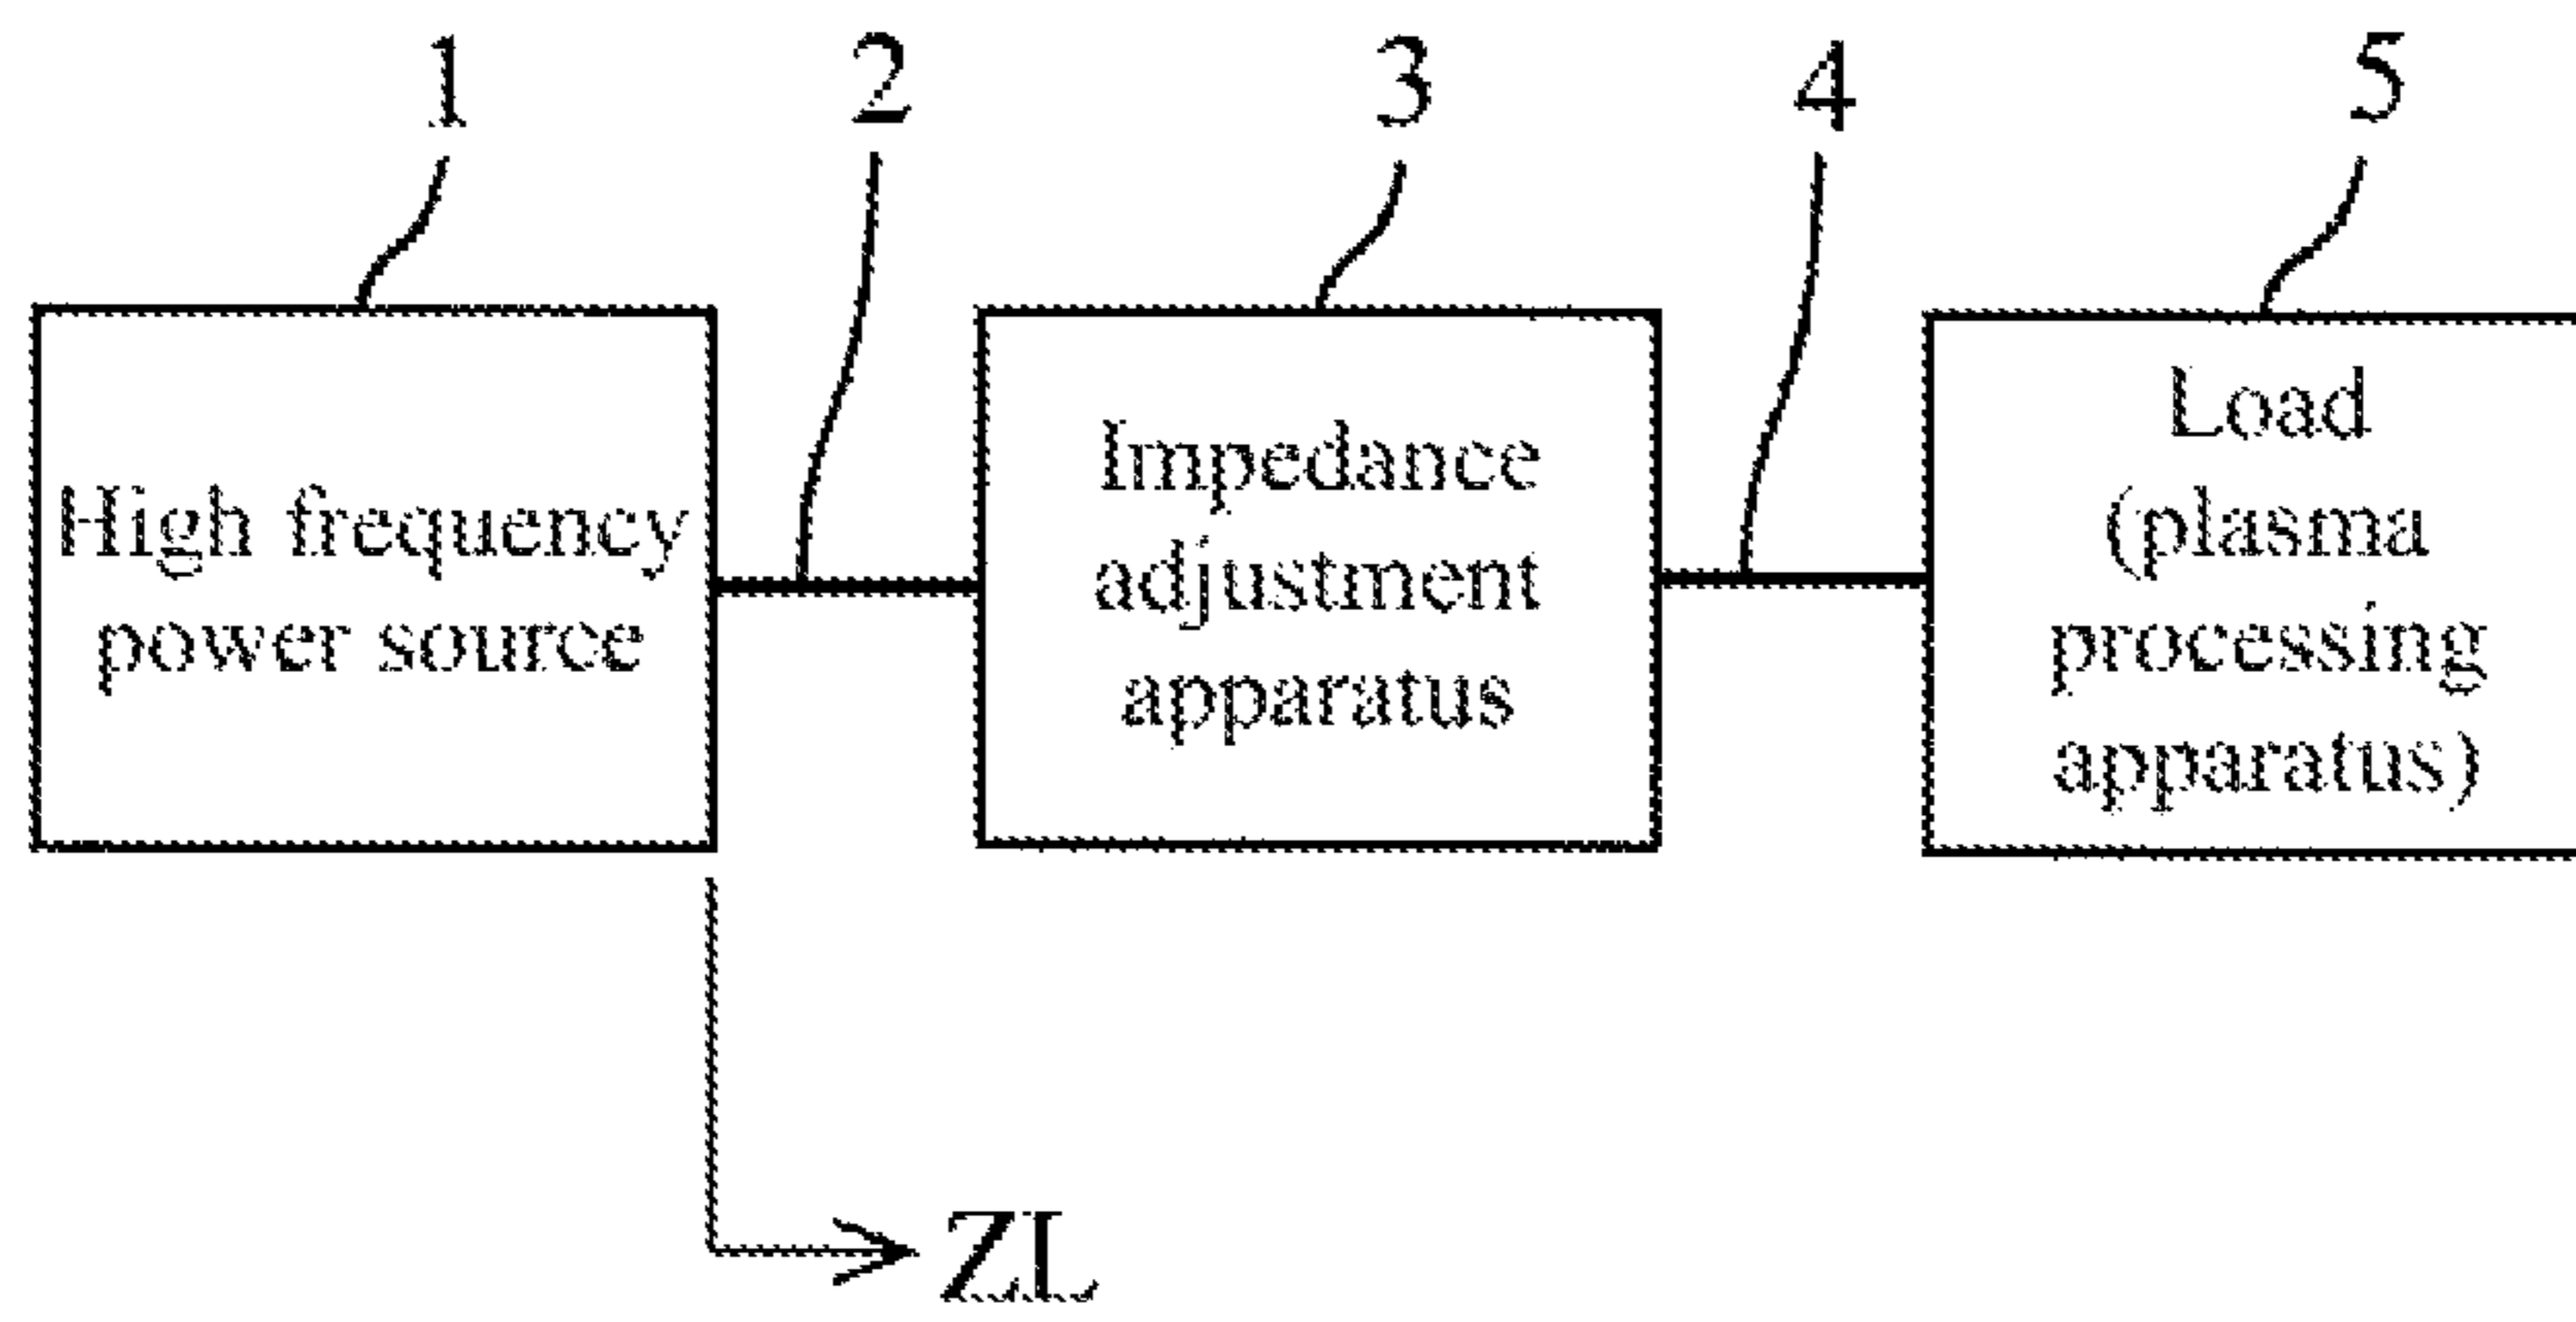 1 2 3 4 5
High frequency
power source
Impedance
adjustment
apparatus
Load
(plasma
processing
apparatus)
ZL